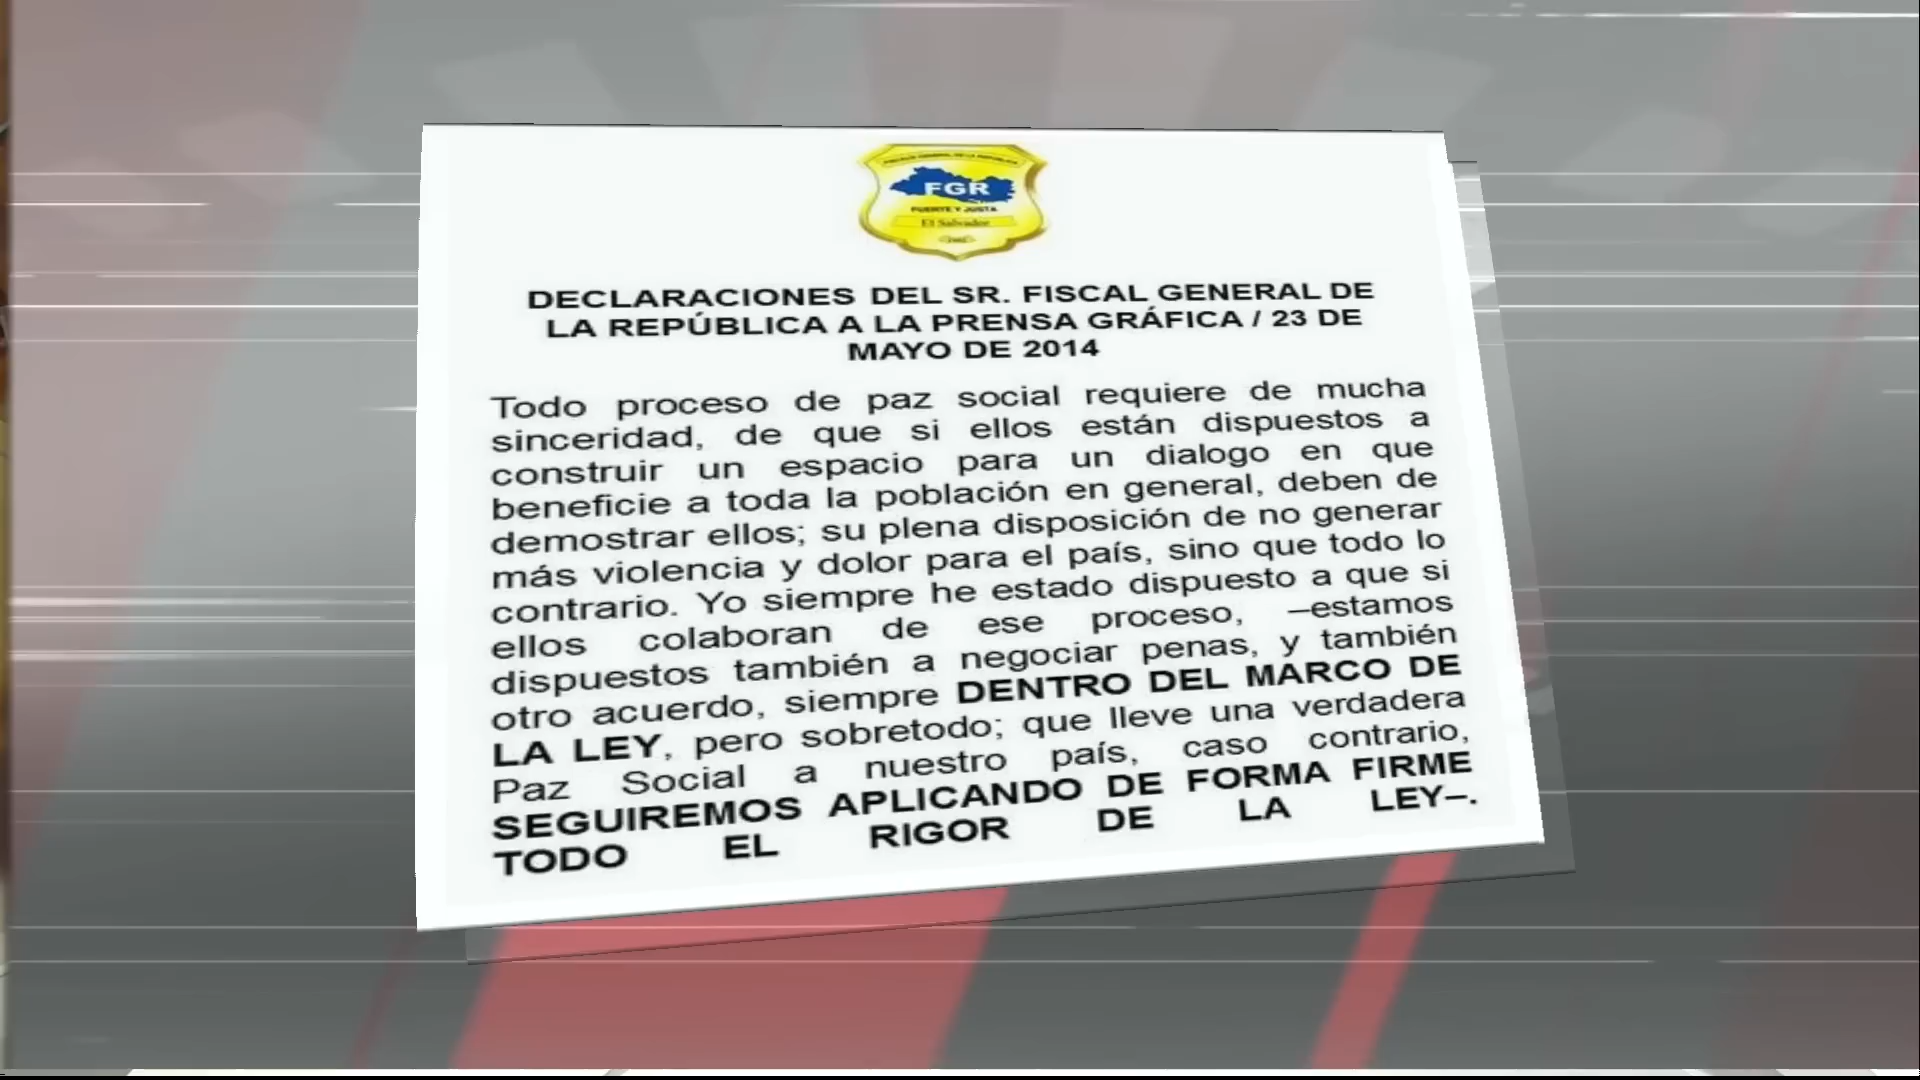 FISCALIA GENERAL DE LA REPUBLICA
FGR
FUERTE Y JUSTA
El Salvador
DECLARACIONES DEL SR. FISCAL GENERAL DE
LA REPÚBLICA A LA PRENSA GRÁFICA / 23 DE
MAYO DE 2014
Todo proceso de paz social requiere de mucha
sinceridad, de que si ellos están dispuestos a
construir un espacio para un dialogo en que
beneficie a toda la población en general, deben de
demostrar ellos; su plena disposición de no generar
más violencia y dolor para el país, sino que todo lo
contrario. Yo siempre he estado dispuesto a que si
ellos colaboran de ese proceso, –estamos
dispuestos también a negociar penas, y también
otro acuerdo, siempre DENTRO DEL MARCO DE
LA LEY, pero sobretodo; que lleve una verdadera
Paz Social a nuestro país, caso contrario,
SEGUIREMOS APLICANDO DE FORMA FIRME
TODO EL RIGOR DE LA LEY–.